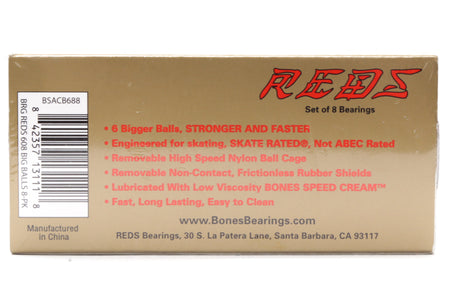 REDS
Set of 8 Bearings
BSACB688
BRG REDS 608 BIG BALLS 8-PK
8 42357 13111 8
• 6 Bigger Balls, STRONGER AND FASTER
• Engineered for skating, SKATE RATED®, Not ABEC Rated
• Removable High Speed Nylon Ball Cage
• Removable Non-Contact, Frictionless Rubber Shields
• Lubricated With Low Viscosity BONES SPEED CREAM™
• Fast, Long Lasting, Easy to Clean
Manufactured
in China
www.BonesBearings.com
REDS Bearings, 30 S. La Patera Lane, Santa Barbara, CA 93117